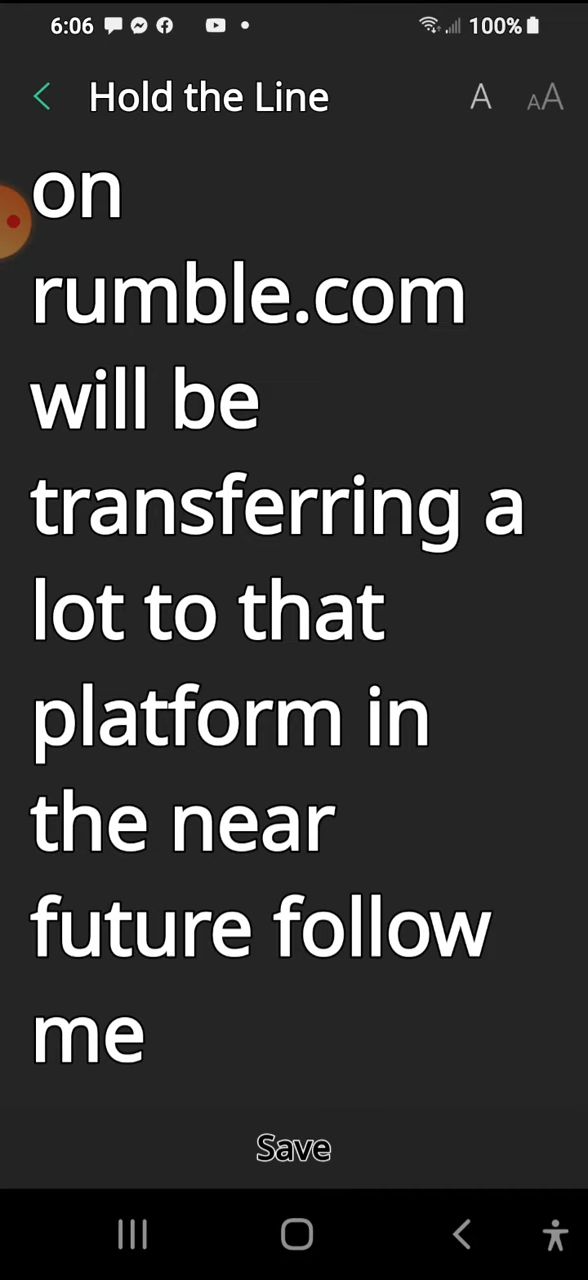 6:06 100%
Hold the Line A AA
on
rumble.com
will be
transferring a
lot to that
platform in
the near
future follow
me
Save